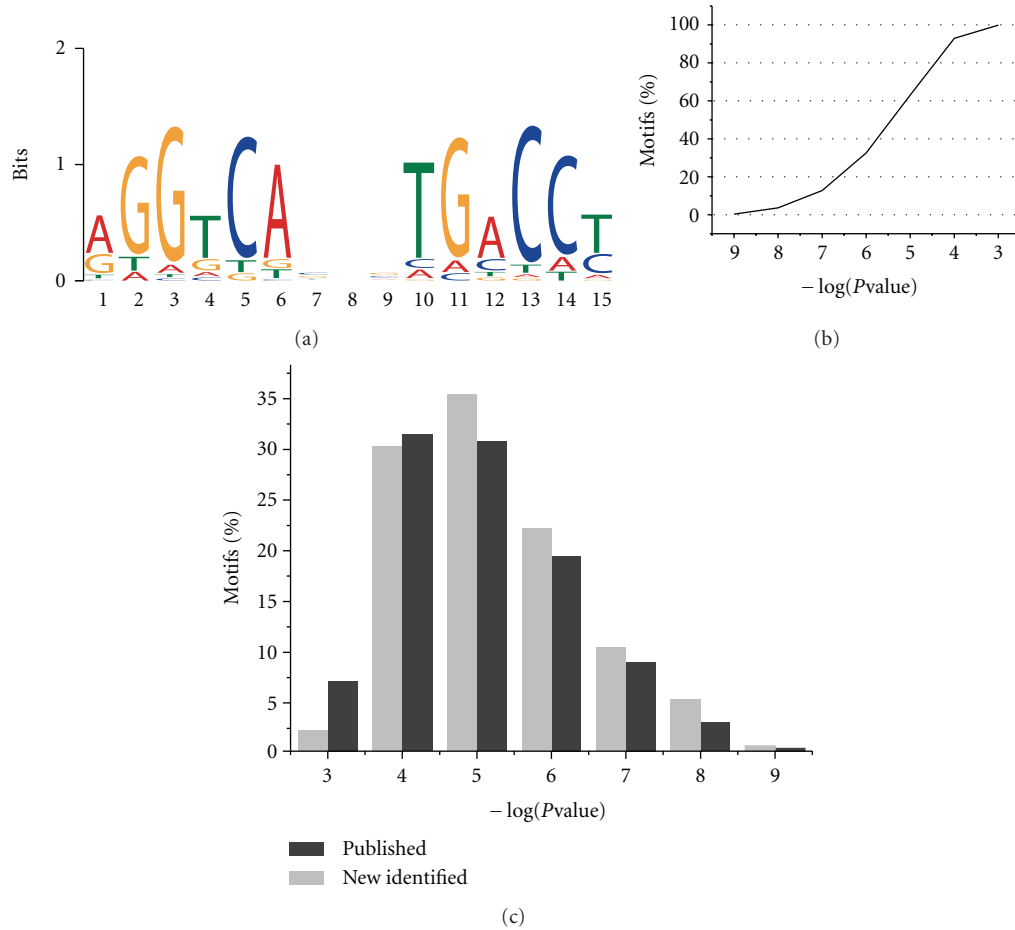 2
1
0
Bits
A G G T C A T G A C C T
G T A G T G C A C T A C
T A T A G T A C T A T A
1 2 3 4 5 6 7 8 9 10 11 12 13 14 15
(a)
100
80
60
40
20
0
Motifs (%)
9 8 7 6 5 4 3
− log(Pvalue)
(b)
35
30
25
20
15
10
5
0
Motifs (%)
3 4 5 6 7 8 9
− log(Pvalue)
Published
New identified
(c)